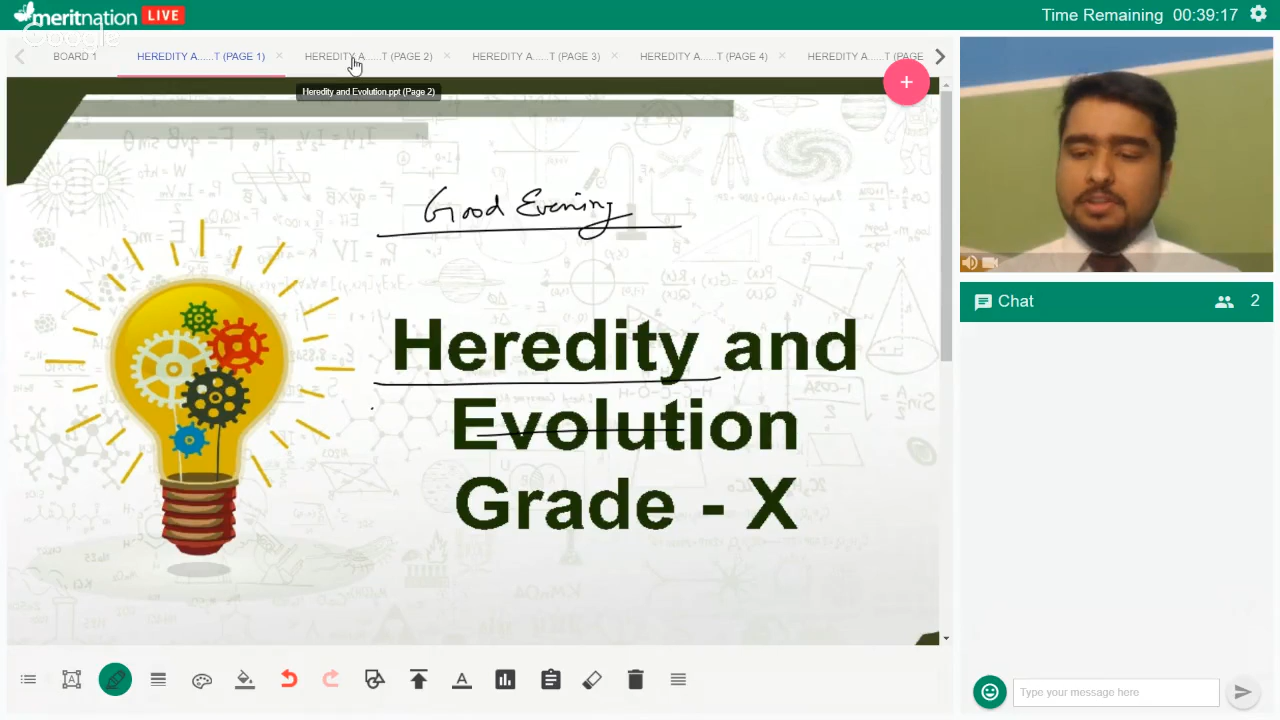 meritnation LIVE
Google
Time Remaining 00:39:17
BOARD 1
HEREDITY A......T (PAGE 1) ×
HEREDITY A......T (PAGE 2) ×
HEREDITY A......T (PAGE 3) ×
HEREDITY A......T (PAGE 4) ×
HEREDITY A......T (PAGE
Heredity and Evolution.ppt (Page 2)
Good Evening
Heredity and
Evolution
Grade - X
Chat
2
Type your message here